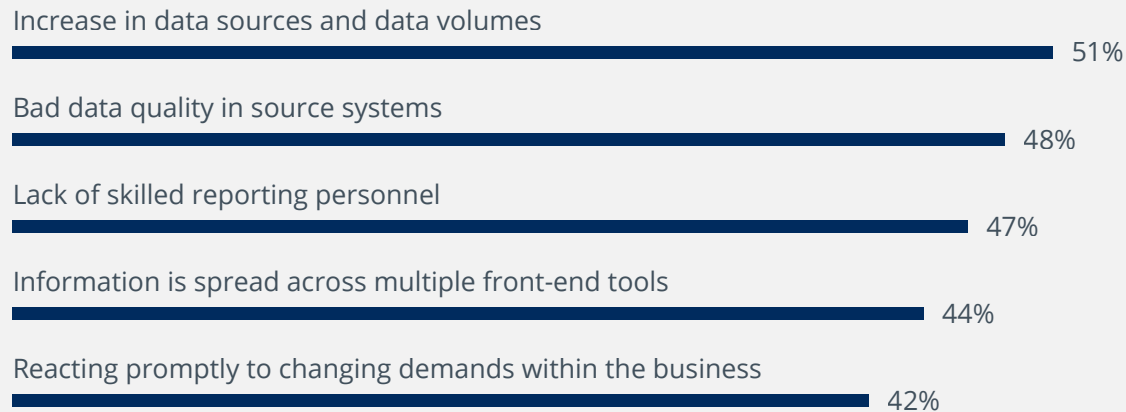 Increase in data sources and data volumes
51%
Bad data quality in source systems
48%
Lack of skilled reporting personnel
47%
Information is spread across multiple front-end tools
44%
Reacting promptly to changing demands within the business
42%